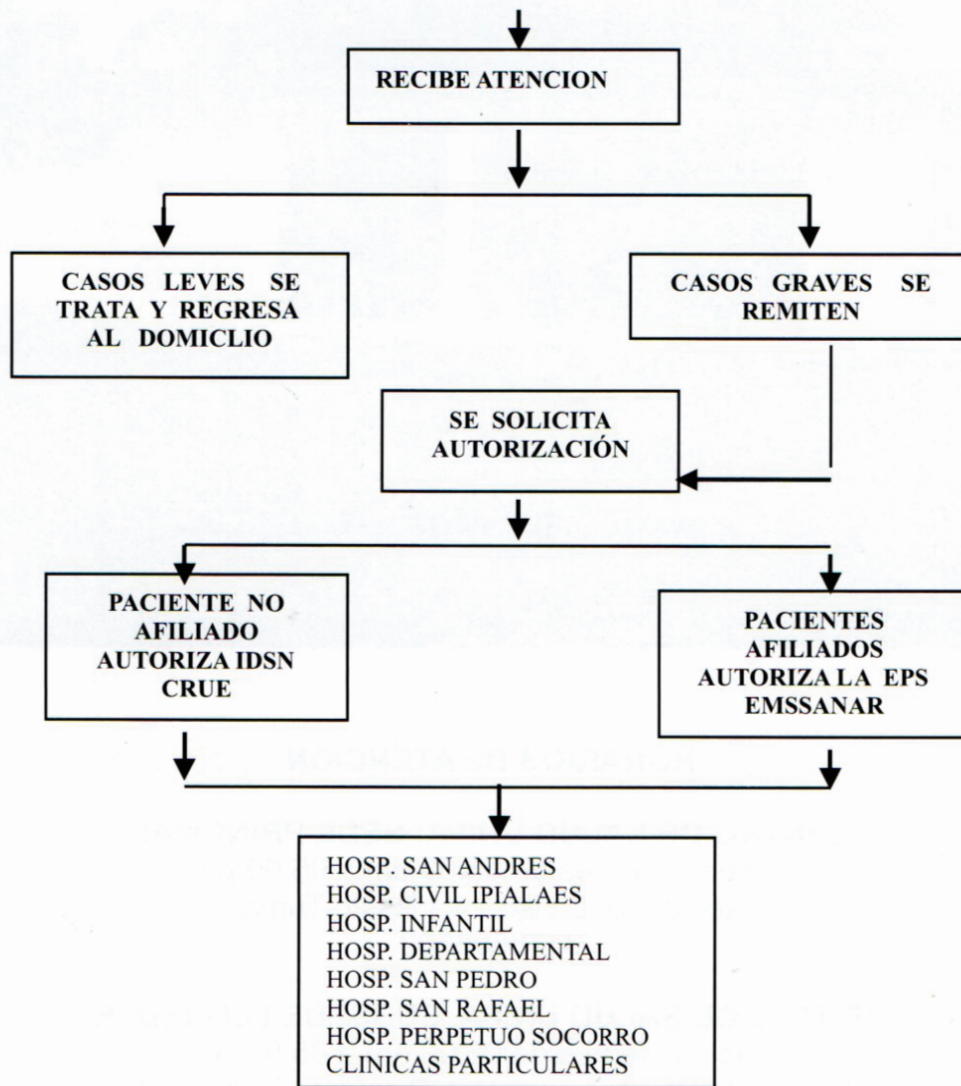 RECIBE ATENCION
CASOS LEVES SE
TRATA Y REGRESA
AL DOMICLIO
CASOS GRAVES SE
REMITEN
SE SOLICITA
AUTORIZACIÓN
PACIENTE NO
AFILIADO
AUTORIZA IDSN
CRUE
PACIENTES
AFILIADOS
AUTORIZA LA EPS
EMSSANAR
HOSP. SAN ANDRES
HOSP. CIVIL IPIALAES
HOSP. INFANTIL
HOSP. DEPARTAMENTAL
HOSP. SAN PEDRO
HOSP. SAN RAFAEL
HOSP. PERPETUO SOCORRO
CLINICAS PARTICULARES